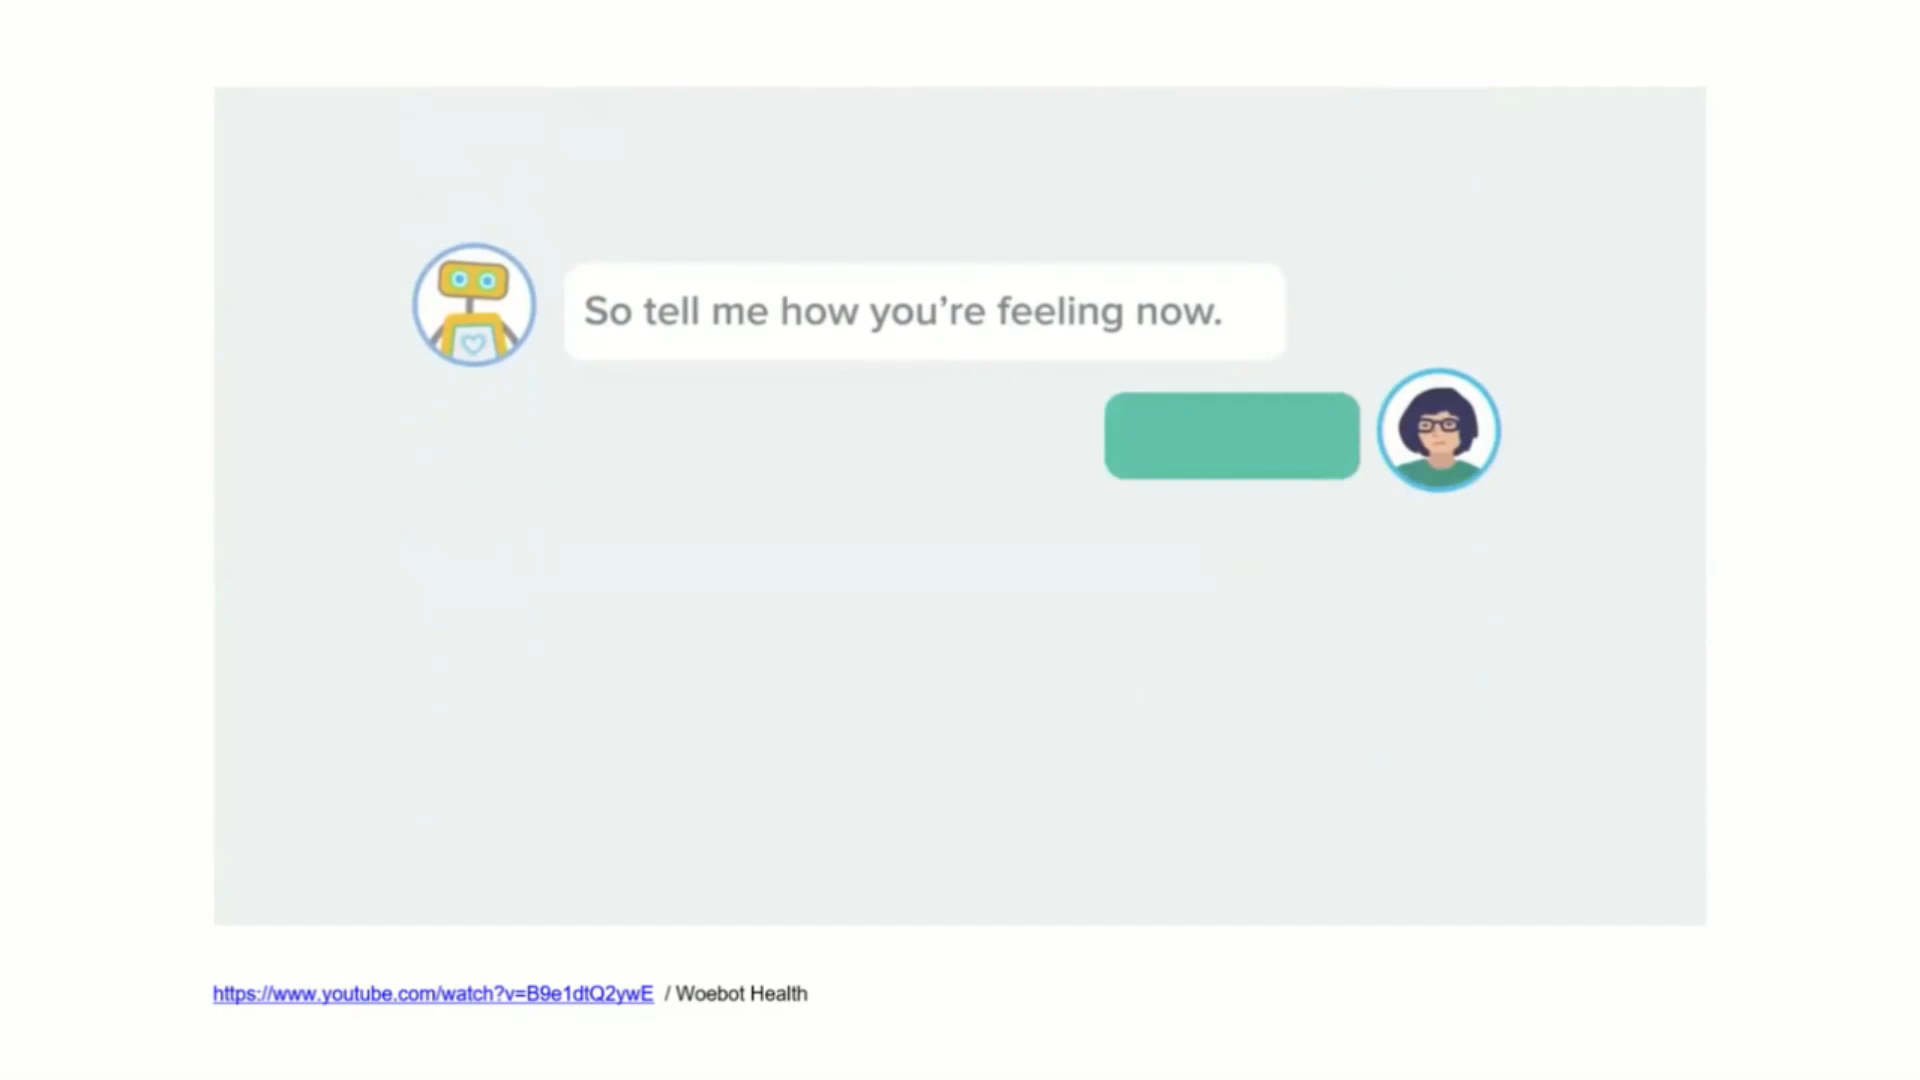 So tell me how you’re feeling now.
https://www.youtube.com/watch?v=B9e1dtQ2ywE / Woebot Health